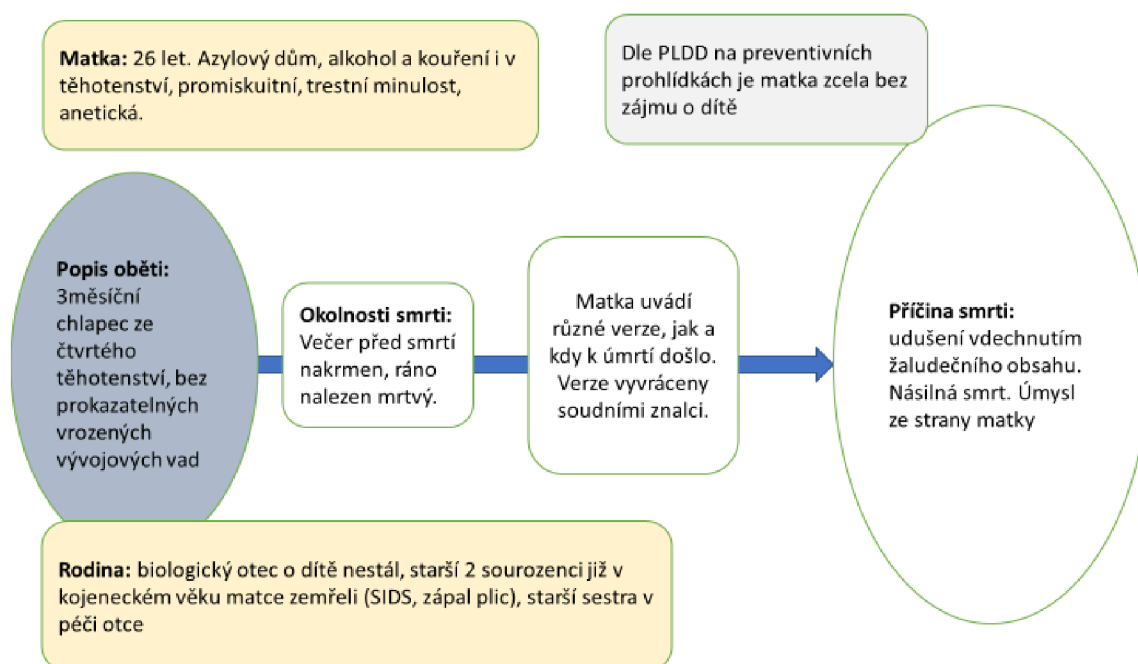 Matka: 26 let. Azylový dům, alkohol a kouření i v
těhotenství, promiskuitní, trestní minulost,
anetická.
Dle PLDD na preventivních
prohlídkách je matka zcela bez
zájmu o dítě
Popis oběti:
3měsíční
chlapec ze
čtvrtého
těhotenství, bez
prokazatelných
vrozených
vývojových vad
Okolnosti smrti:
Večer před smrtí
nakrmen, ráno
nalezen mrtvý.
Matka uvádí
různé verze, jak a
kdy k úmrtí došlo.
Verze vyvráceny
soudními znalci.
Příčina smrti:
udušení vdechnutím
žaludečního obsahu.
Násilná smrt. Úmysl
ze strany matky
Rodina: biologický otec o dítě nestál, starší 2 sourozenci již v
kojeneckém věku matce zemřeli (SIDS, zápal plic), starší sestra v
péči otce